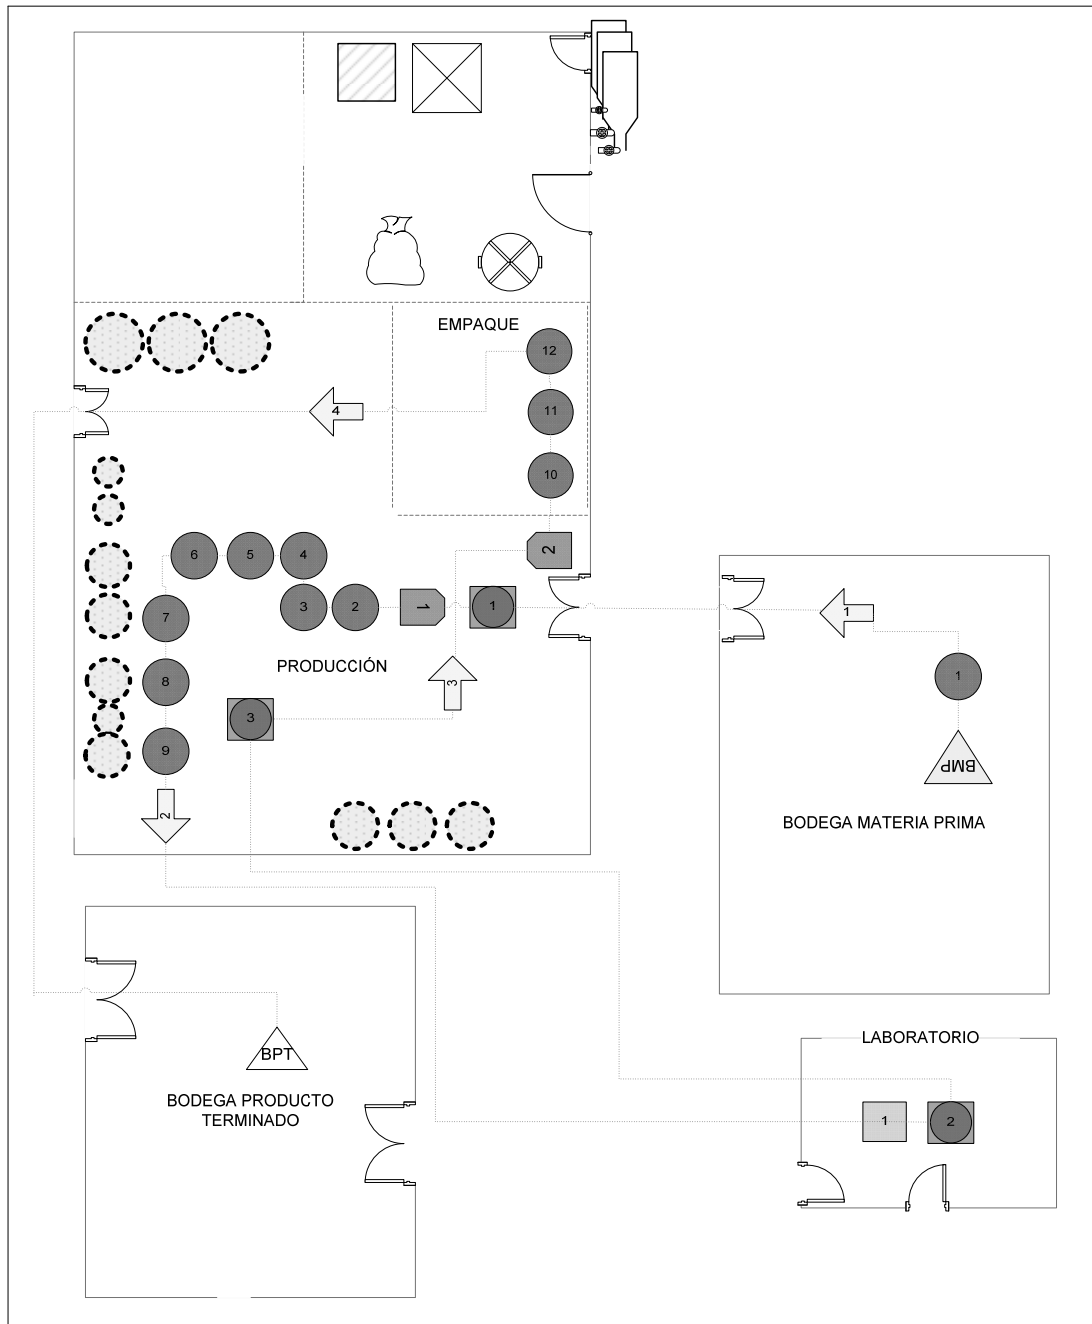 EMPAQUE
12
4
11
10
2
6
5
4
3
2
1
1
1
7
1
PRODUCCIÓN
8
3
3
BMP
9
2
BODEGA MATERIA PRIMA
LABORATORIO
BPT
BODEGA PRODUCTO
TERMINADO
1
2